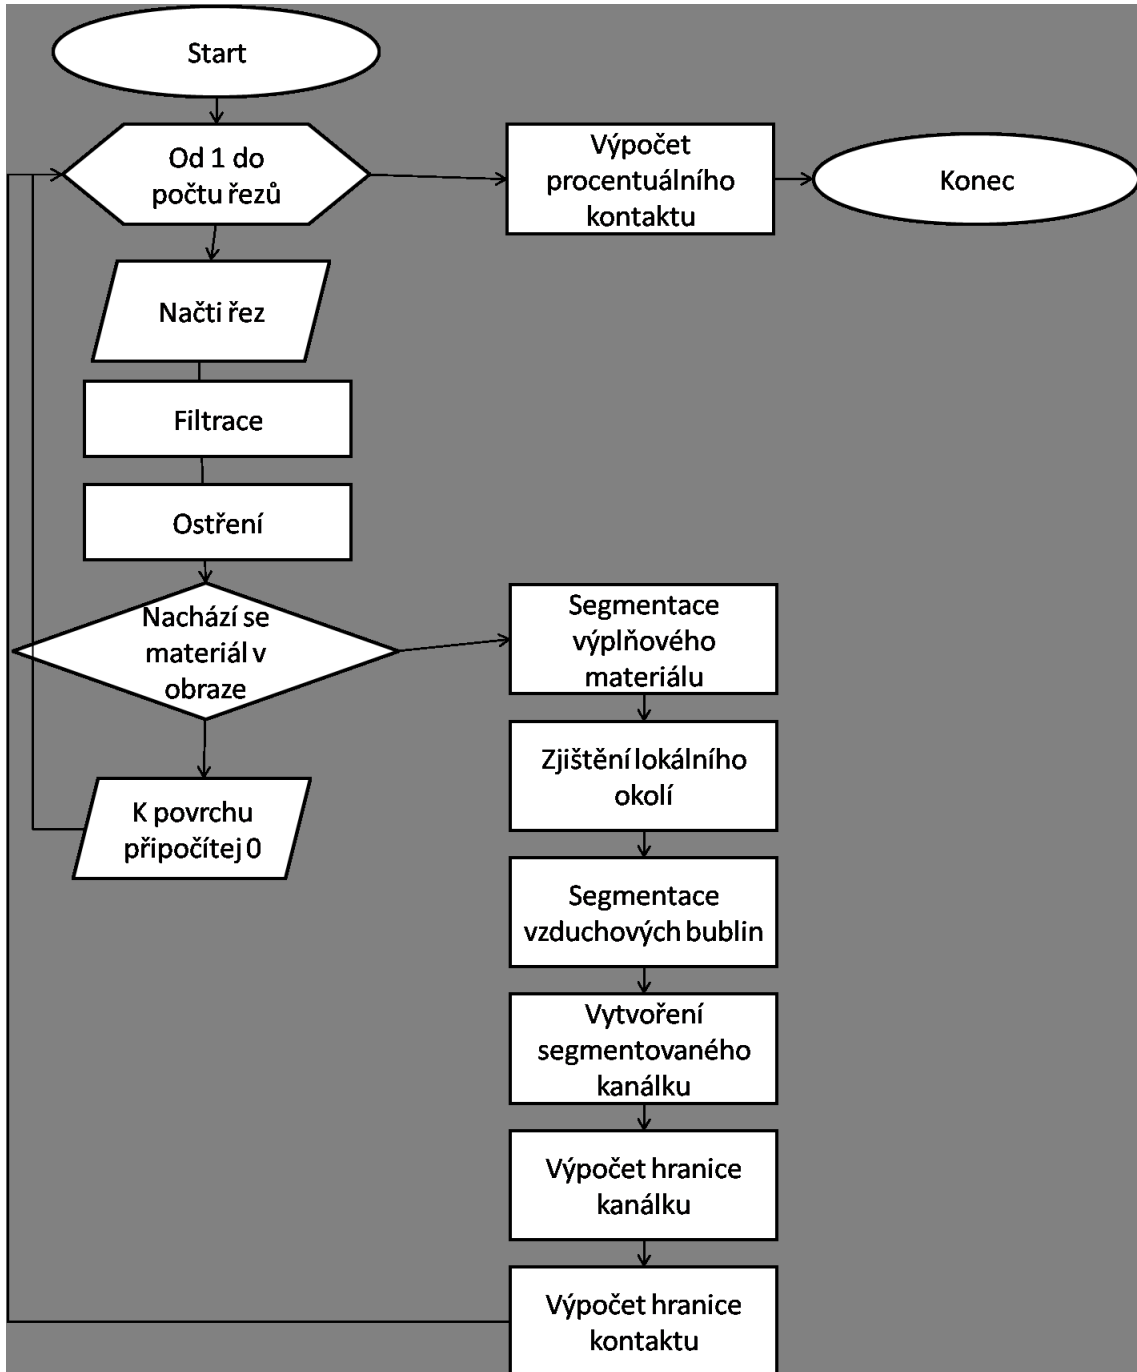 Start
Od 1 do
počtu řezů
Výpočet
procentuálního
kontaktu
Konec
Načti řez
Filtrace
Ostření
Nachází se
materiál v
obraze
K povrchu
připočítej 0
Segmentace
výplňového
materiálu
Zjištění lokálního
okolí
Segmentace
vzduchových bublin
Vytvoření
segmentovaného
kanálku
Výpočet hranice
kanálku
Výpočet hranice
kontaktu